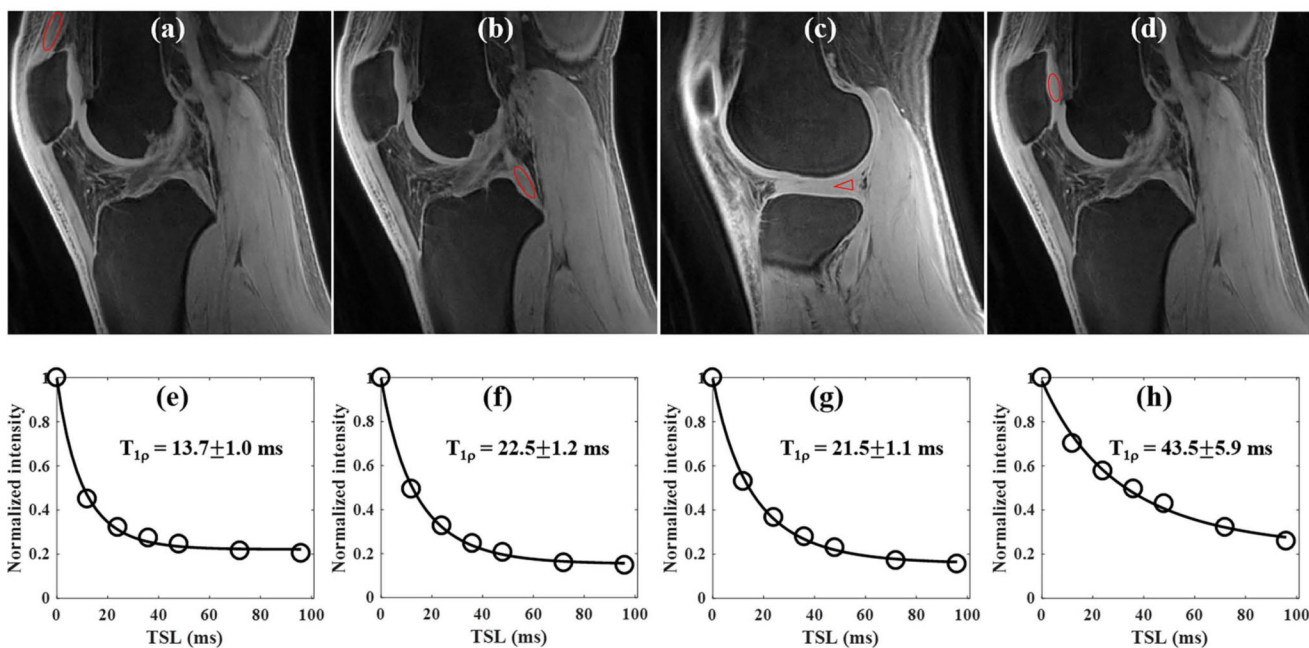 (a)
(b)
(c)
(d)
(e)
T1ρ = 13.7±1.0 ms
Normalized intensity
1
0.8
0.6
0.4
0.2
0
0 20 40 60 80 100
TSL (ms)
(f)
T1ρ = 22.5±1.2 ms
Normalized intensity
1
0.8
0.6
0.4
0.2
0
0 20 40 60 80 100
TSL (ms)
(g)
T1ρ = 21.5±1.1 ms
Normalized intensity
1
0.8
0.6
0.4
0.2
0
0 20 40 60 80 100
TSL (ms)
(h)
T1ρ = 43.5±5.9 ms
Normalized intensity
1
0.8
0.6
0.4
0.2
0
0 20 40 60 80 100
TSL (ms)